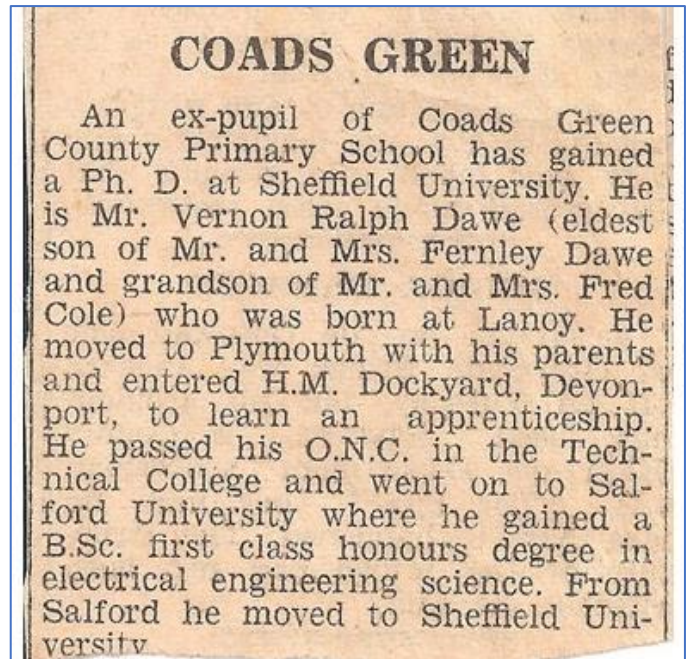 COADS GREEN
An ex-pupil of Coads Green
County Primary School has gained
a Ph. D. at Sheffield University. He
is Mr. Vernon Ralph Dawe (eldest
son of Mr. and Mrs. Fernley Dawe
and grandson of Mr. and Mrs. Fred
Cole) who was born at Lanoy. He
moved to Plymouth with his parents
and entered H.M. Dockyard, Devon-
port, to learn an apprenticeship.
He passed his O.N.C. in the Tech-
nical College and went on to Sal-
ford University where he gained a
B.Sc. first class honours degree in
electrical engineering science. From
Salford he moved to Sheffield Uni-
versity